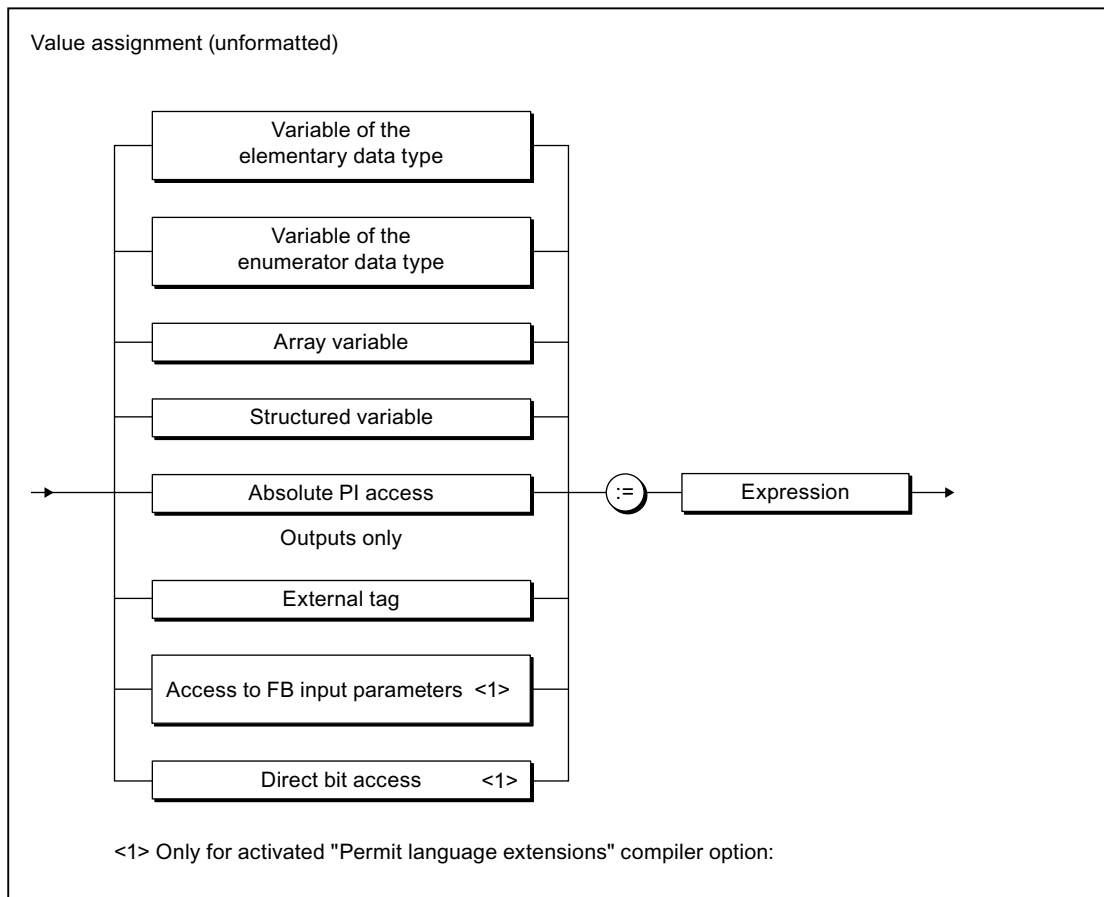 Value assignment (unformatted)
Variable of the
elementary data type
Variable of the
enumerator data type
Array variable
Structured variable
Absolute PI access
:=
Expression
Outputs only
External tag
Access to FB input parameters <1>
Direct bit access <1>
<1> Only for activated "Permit language extensions" compiler option: